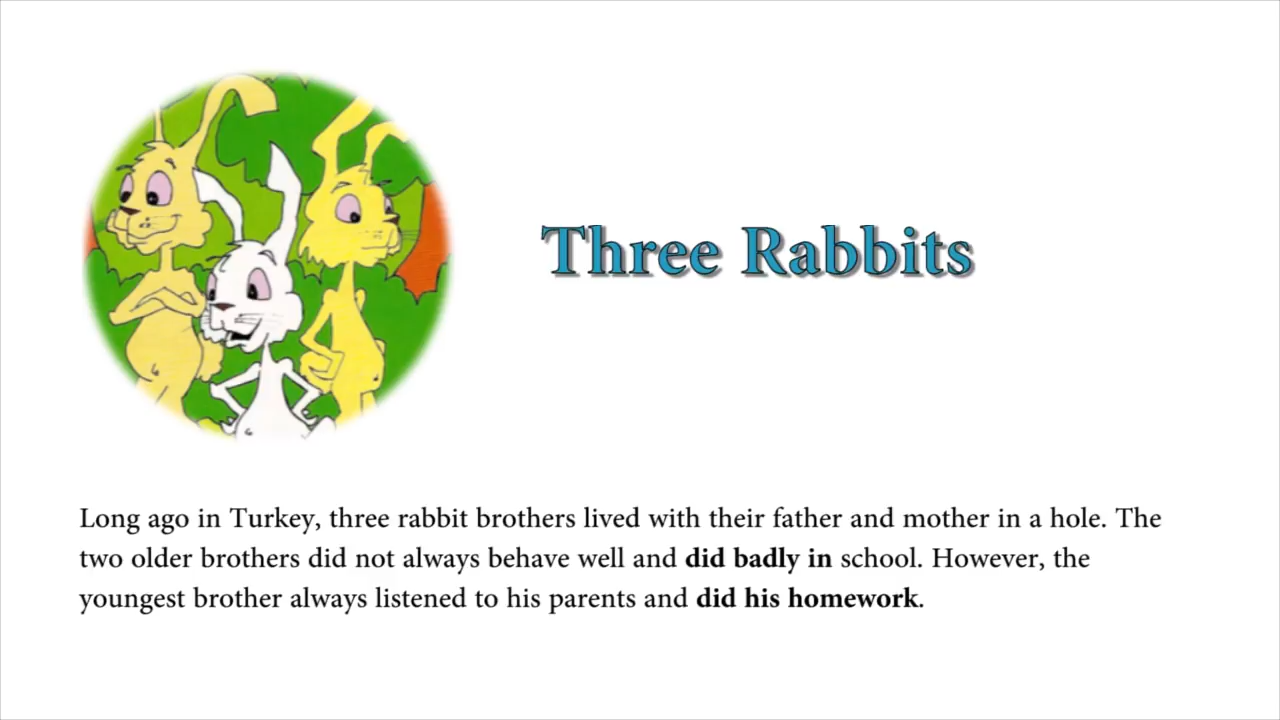 Three Rabbits
Long ago in Turkey, three rabbit brothers lived with their father and mother in a hole. The
two older brothers did not always behave well and did badly in school. However, the
youngest brother always listened to his parents and did his homework.